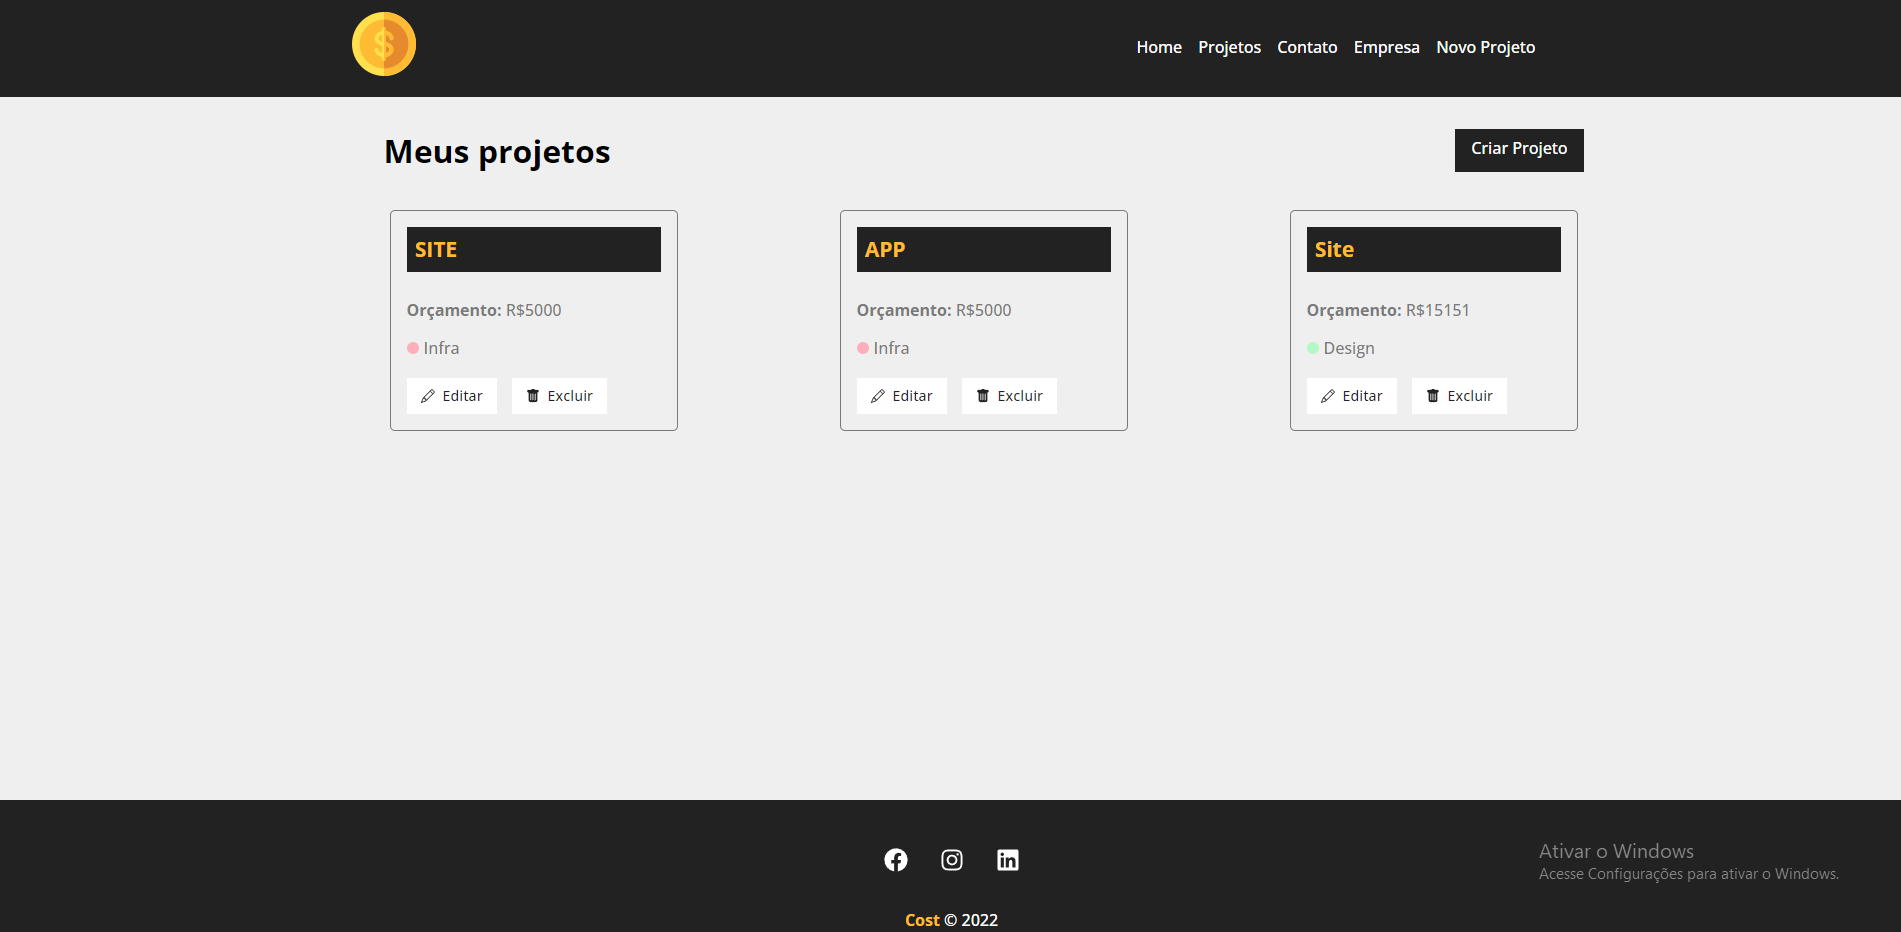 $
Home Projetos Contato Empresa Novo Projeto
Meus projetos
Criar Projeto
SITE
Orçamento: R$5000
Infra
Editar Excluir
APP
Orçamento: R$5000
Infra
Editar Excluir
Site
Orçamento: R$15151
Design
Editar Excluir
Cost © 2022
Ativar o Windows
Acesse Configurações para ativar o Windows.